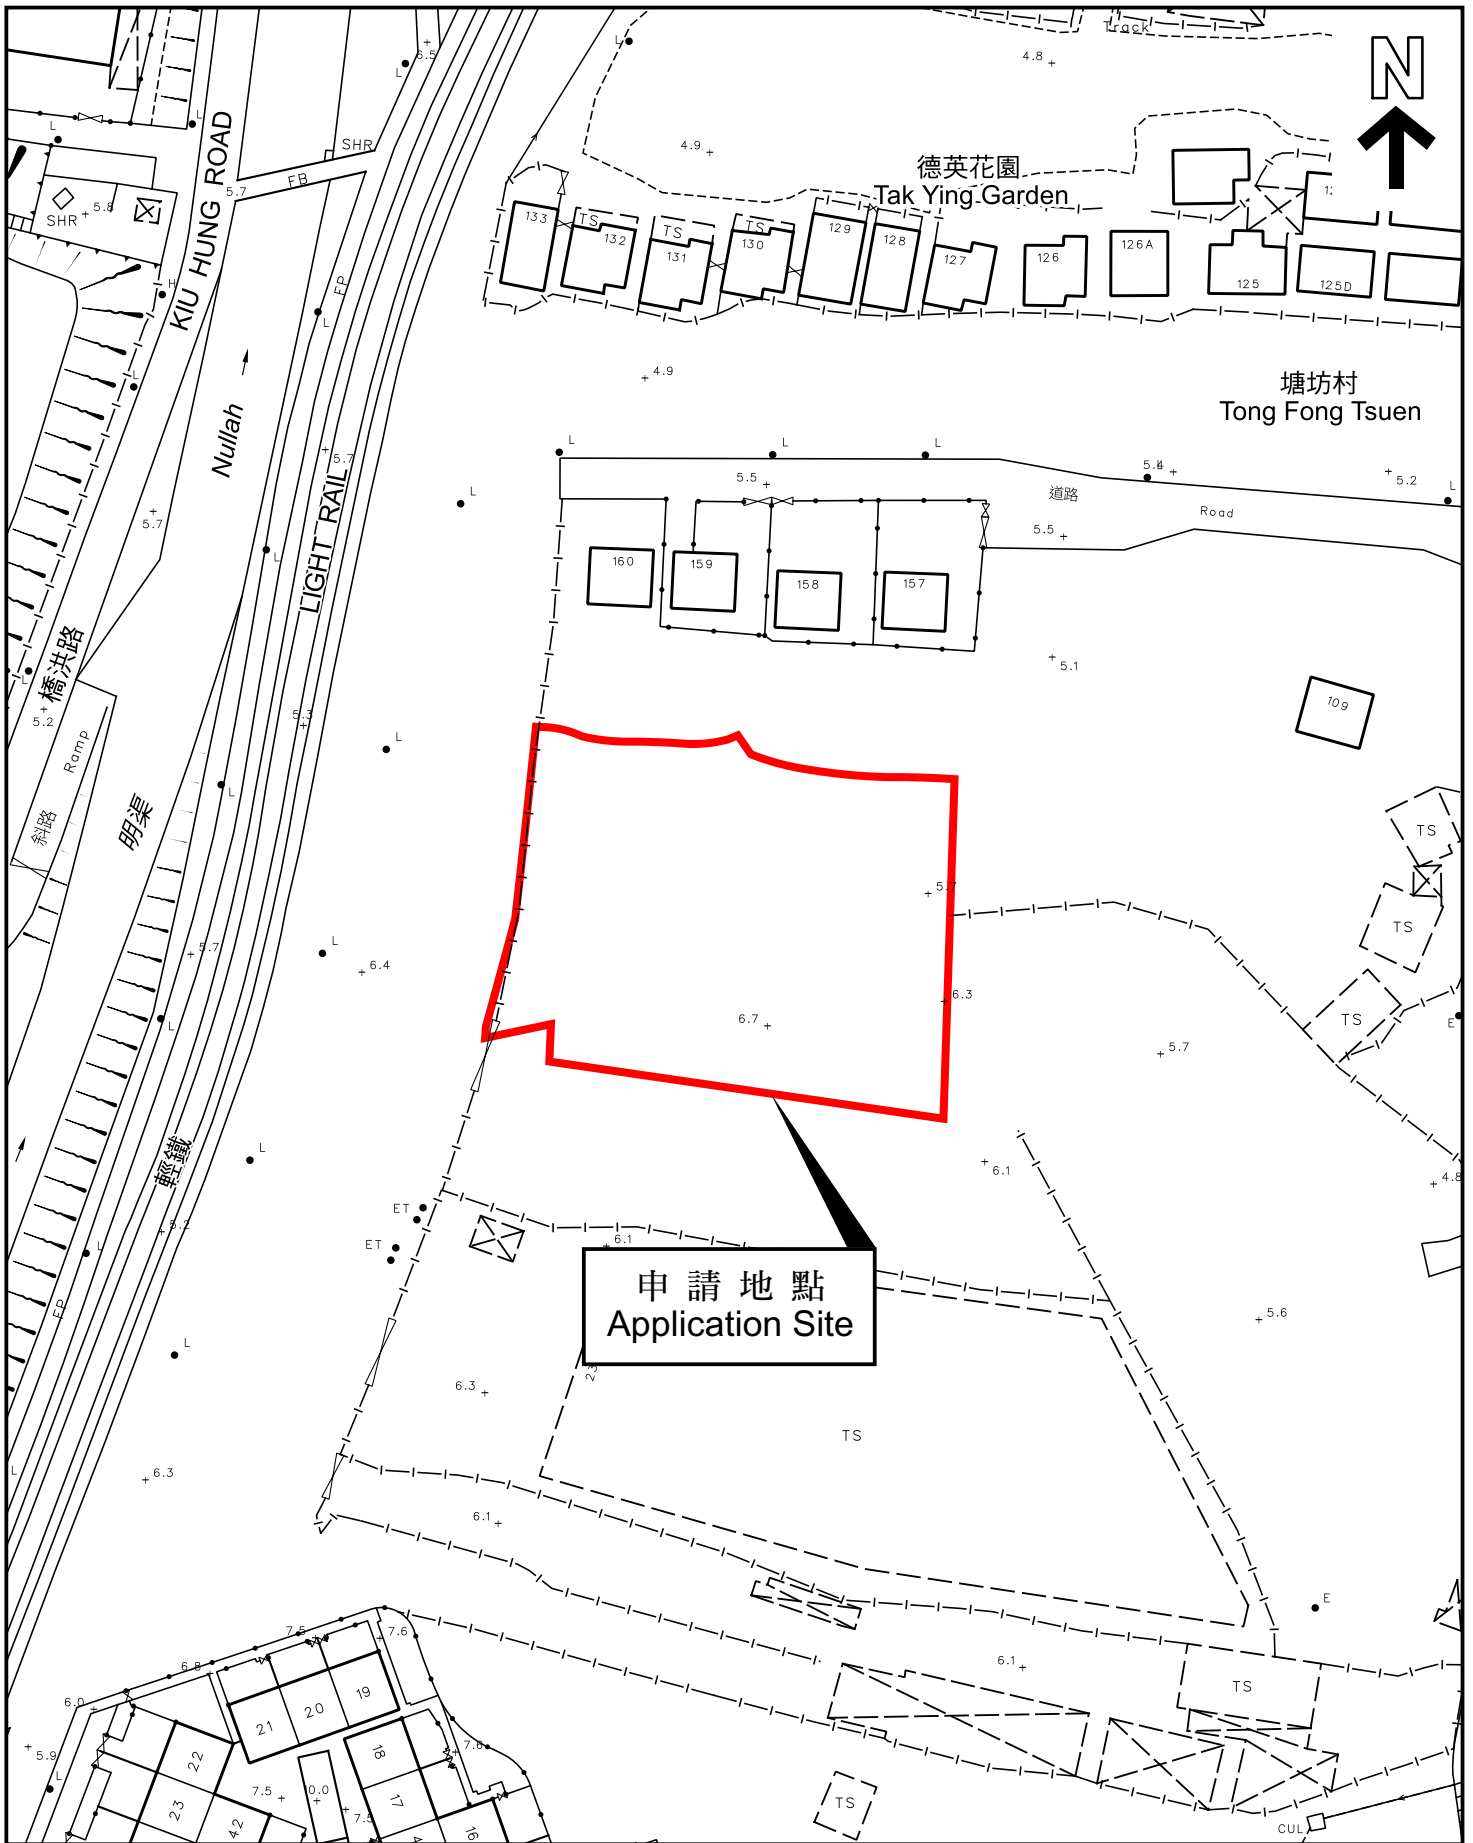 Track
4.8
N
6.5
L
L
L
L
SHR
FB
5.7
4.9
德英花園
Tak Ying Garden
KIU HUNG ROAD
5.8
SHR
133
TS
132
TS
131
TS
130
129
128
127
126
126A
125
125D
H
FP
L
L
4.9
塘坊村
Tong Fong Tsuen
Nullah
L
L
L
5.7
5.5
5.2
L
L
道路
Road
5.7
5.5
LIGHT RAIL
L
160
159
158
157
橋洪路
L
5.1
5.2
5.3
109
Ramp
L
斜路
明渠
L
TS
5.7
TS
5.7
L
6.4
6.3
6.7
TS
E
L
5.7
輕鐵
L
6.1
4.8
5.2
ET
L
ET
6.1
申請地點
Application Site
FP
5.6
L
6.3
TS
L
6.3
6.1
E
7.5
7.6
6.8
6.1
TS
6.0
21
20
19
5.9
L
22
18
7.6
7.5
0.0
23
17
7.5
42
16
TS
CUL